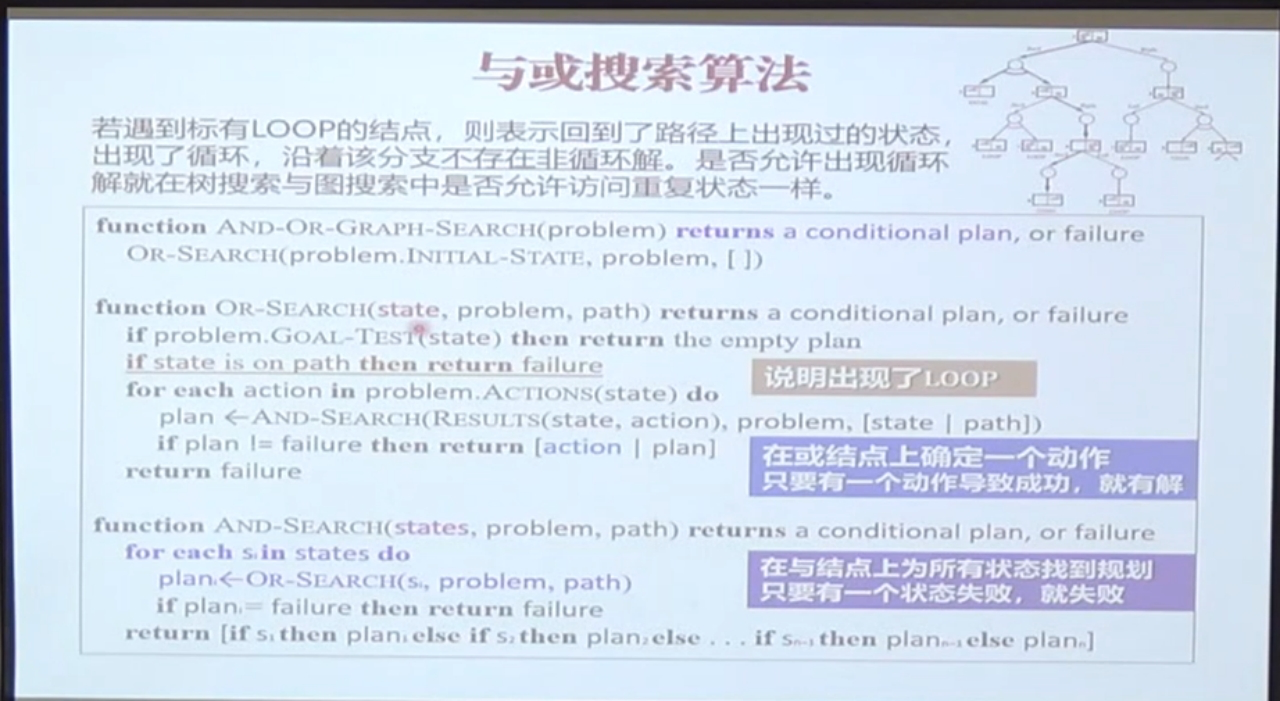 与或搜索算法
若遇到标有LOOP的结点，则表示回到了路径上出现过的状态，
出现了循环，沿着该分支不存在非循环解。是否允许出现循环
解就在树搜索与图搜索中是否允许访问重复状态一样。
function AND-OR-GRAPH-SEARCH(problem) returns a conditional plan, or failure
OR-SEARCH(problem.INITIAL-STATE, problem, [ ])
function OR-SEARCH(state, problem, path) returns a conditional plan, or failure
if problem.GOAL-TEST(state) then return the empty plan
if state is on path then return failure
说明出现了LOOP
for each action in problem.ACTIONS(state) do
plan ←AND-SEARCH(RESULTS(state, action), problem, [state | path])
if plan != failure then return [action | plan]
return failure
在或结点上确定一个动作
只要有一个动作导致成功，就有解
function AND-SEARCH(states, problem, path) returns a conditional plan, or failure
for each sᵢ in states do
planᵢ←OR-SEARCH(sᵢ, problem, path)
if planᵢ= failure then return failure
在与结点上为所有状态找到规划
只要有一个状态失败，就失败
return [if s₁ then plan₁ else if s₂ then plan₂ else . . . if sₙ₋₁ then planₙ₋₁ else planₙ]